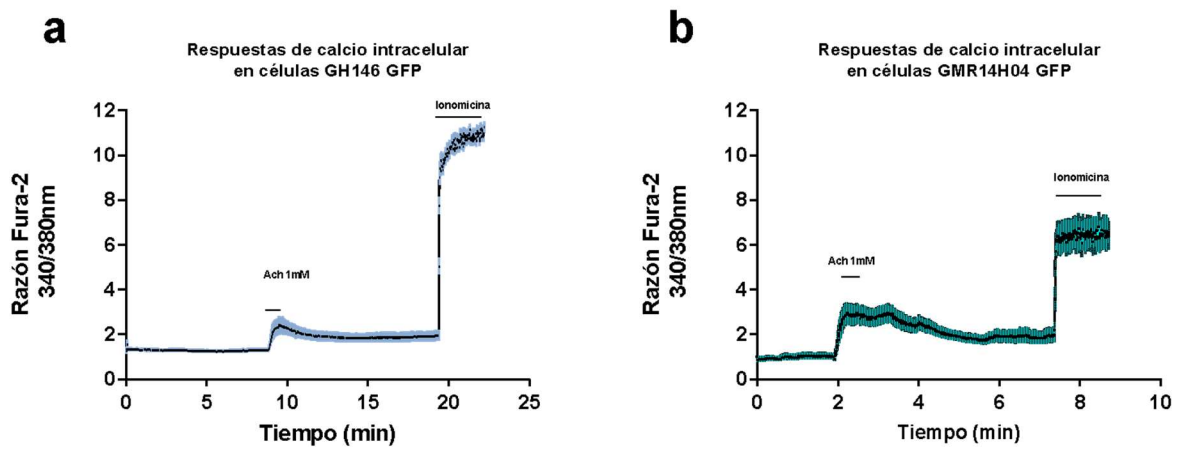 a
Respuestas de calcio intracelular
en células GH146 GFP
Razón Fura-2
340/380nm
12
10
8
6
4
2
0
Ach 1mM
Ionomicina
0
5
10
15
20
25
Tiempo (min)
b
Respuestas de calcio intracelular
en células GMR14H04 GFP
Razón Fura-2
340/380nm
12
10
8
6
4
2
0
Ach 1mM
Ionomicina
0
2
4
6
8
10
Tiempo (min)